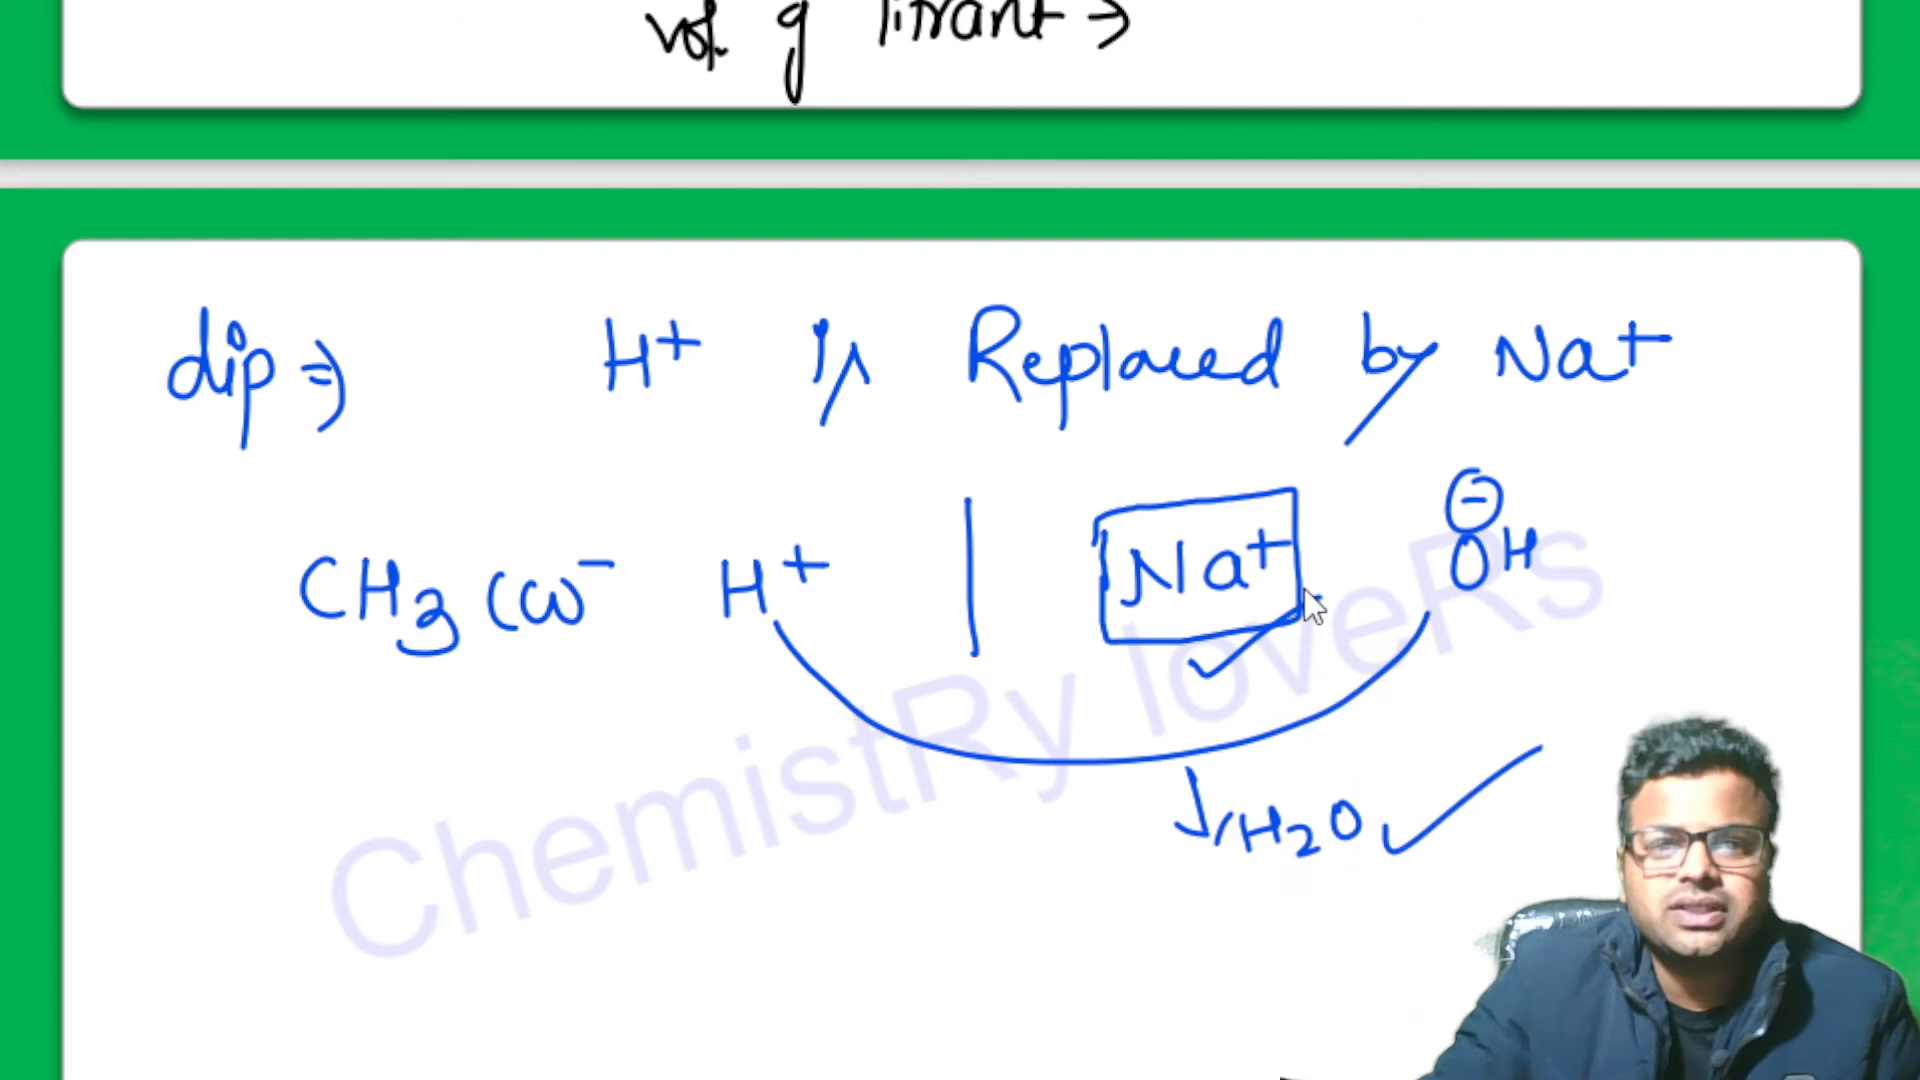 vol. of titrant ⇒
dip ⇒ H+ is Replaced by Na+
CH3COO⁻ H+ | Na+ ⊖OH
↓ H2O ✓
ChemistRy loveRs